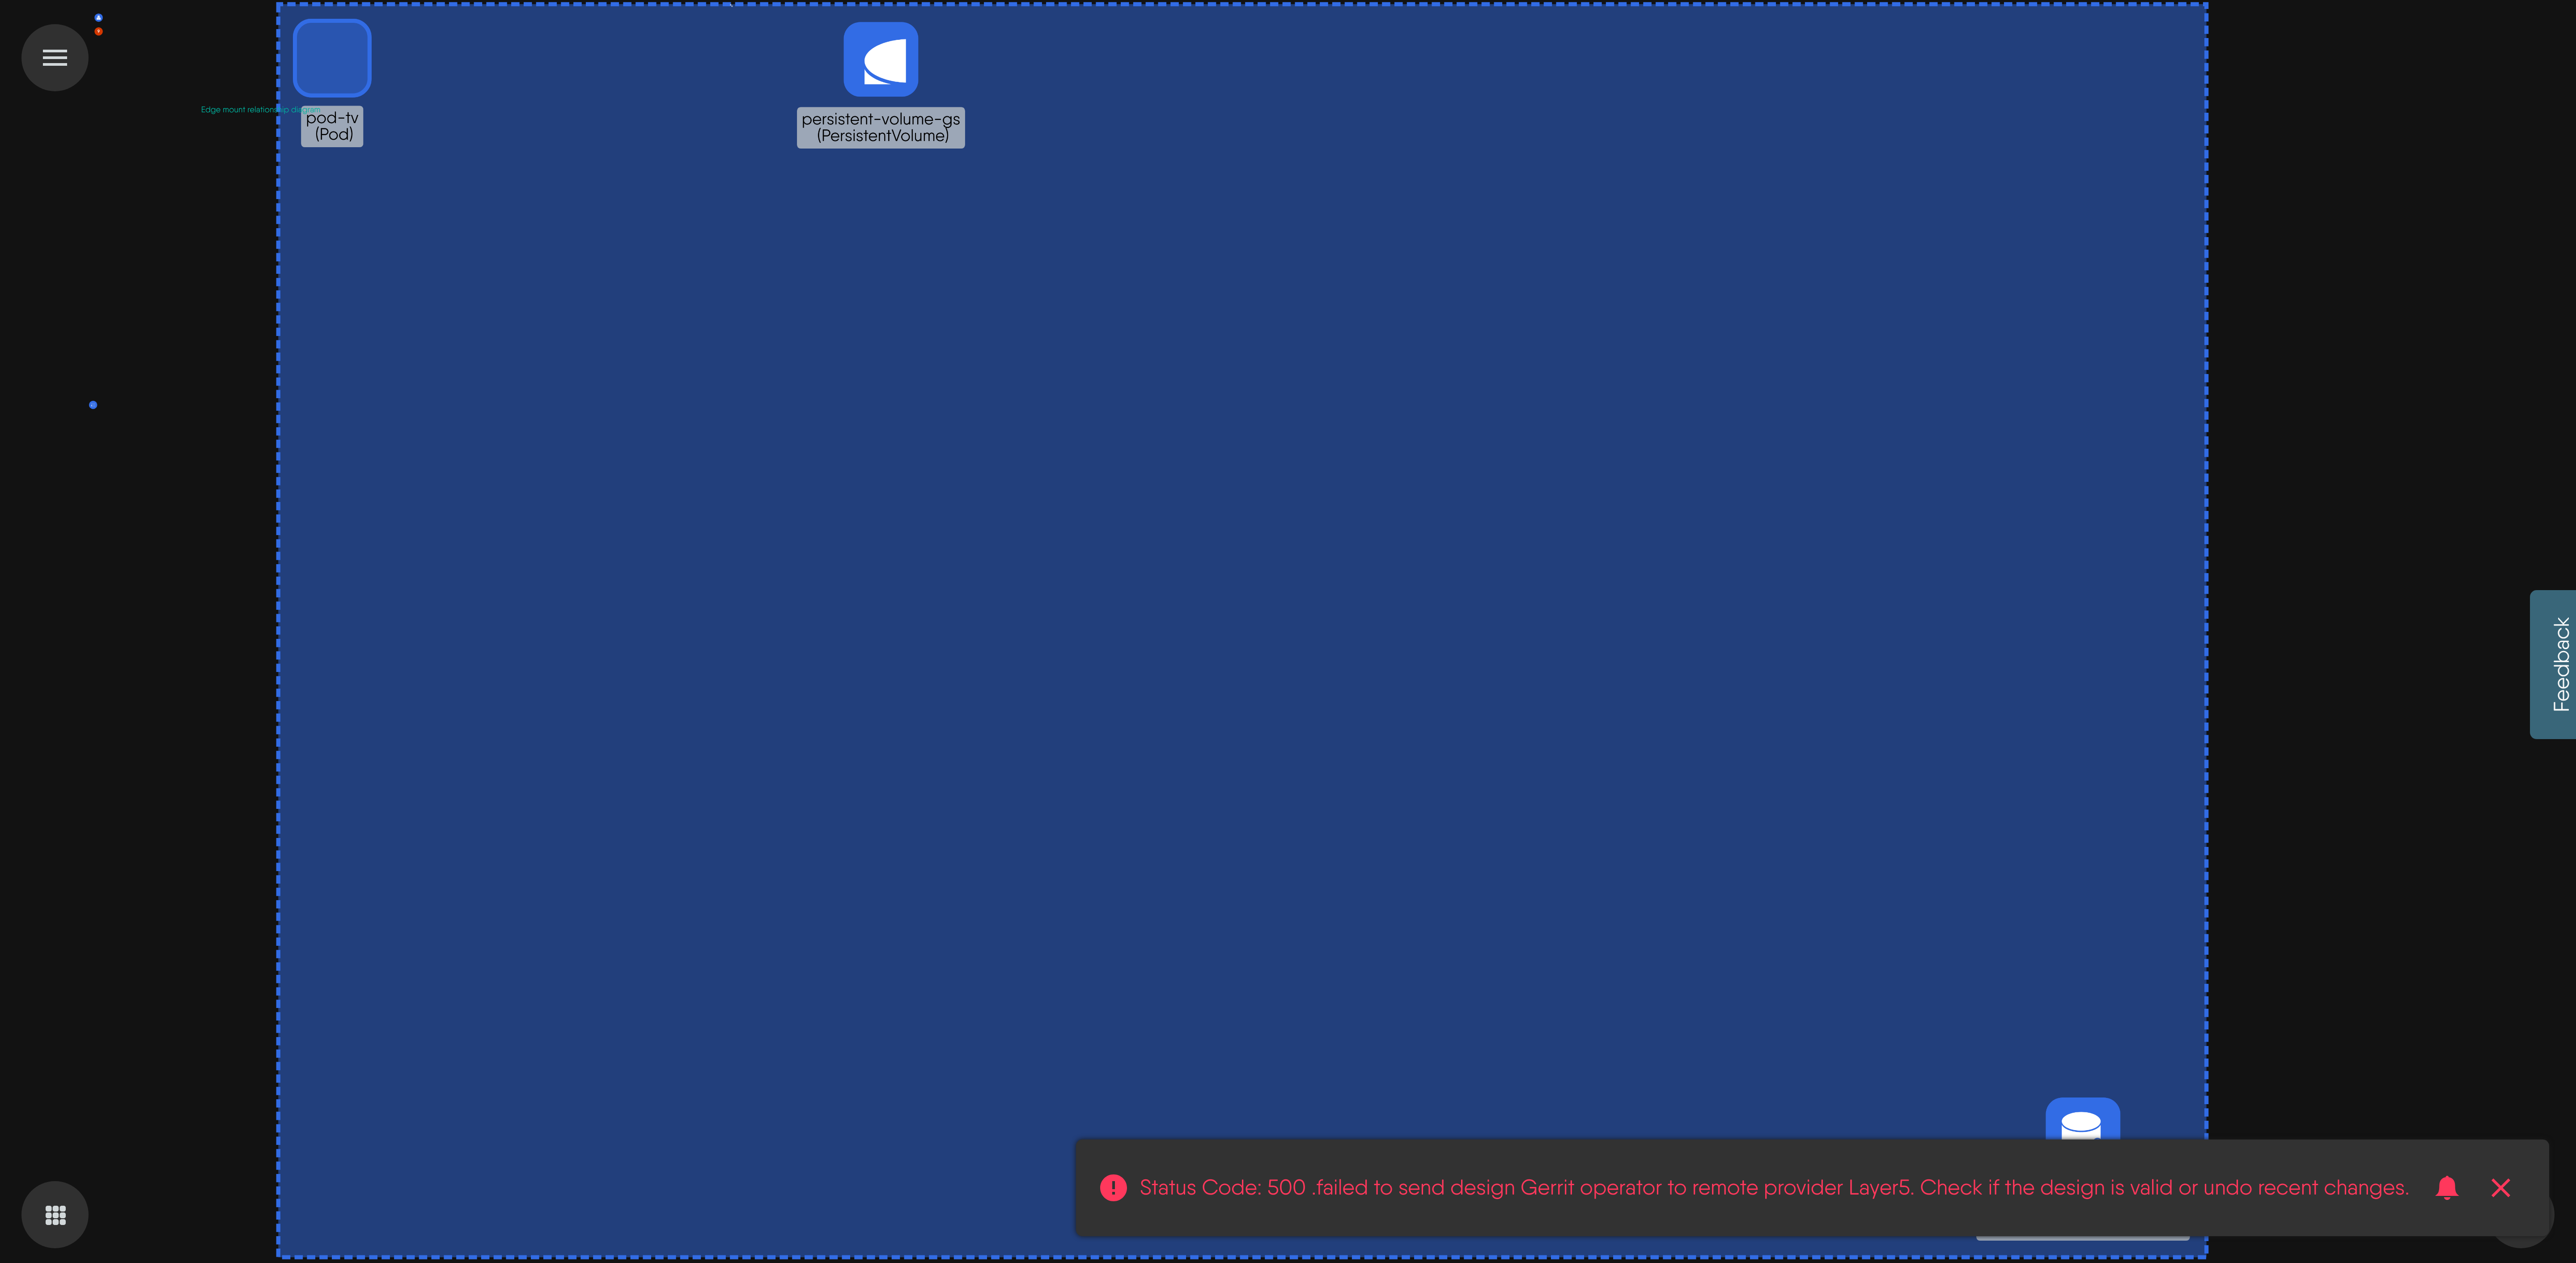 Edge mount relationship diagram
pod-tv
(Pod)
persistent-volume-gs
(PersistentVolume)
Feedback
Status Code: 500 .failed to send design Gerrit operator to remote provider Layer5. Check if the design is valid or undo recent changes.